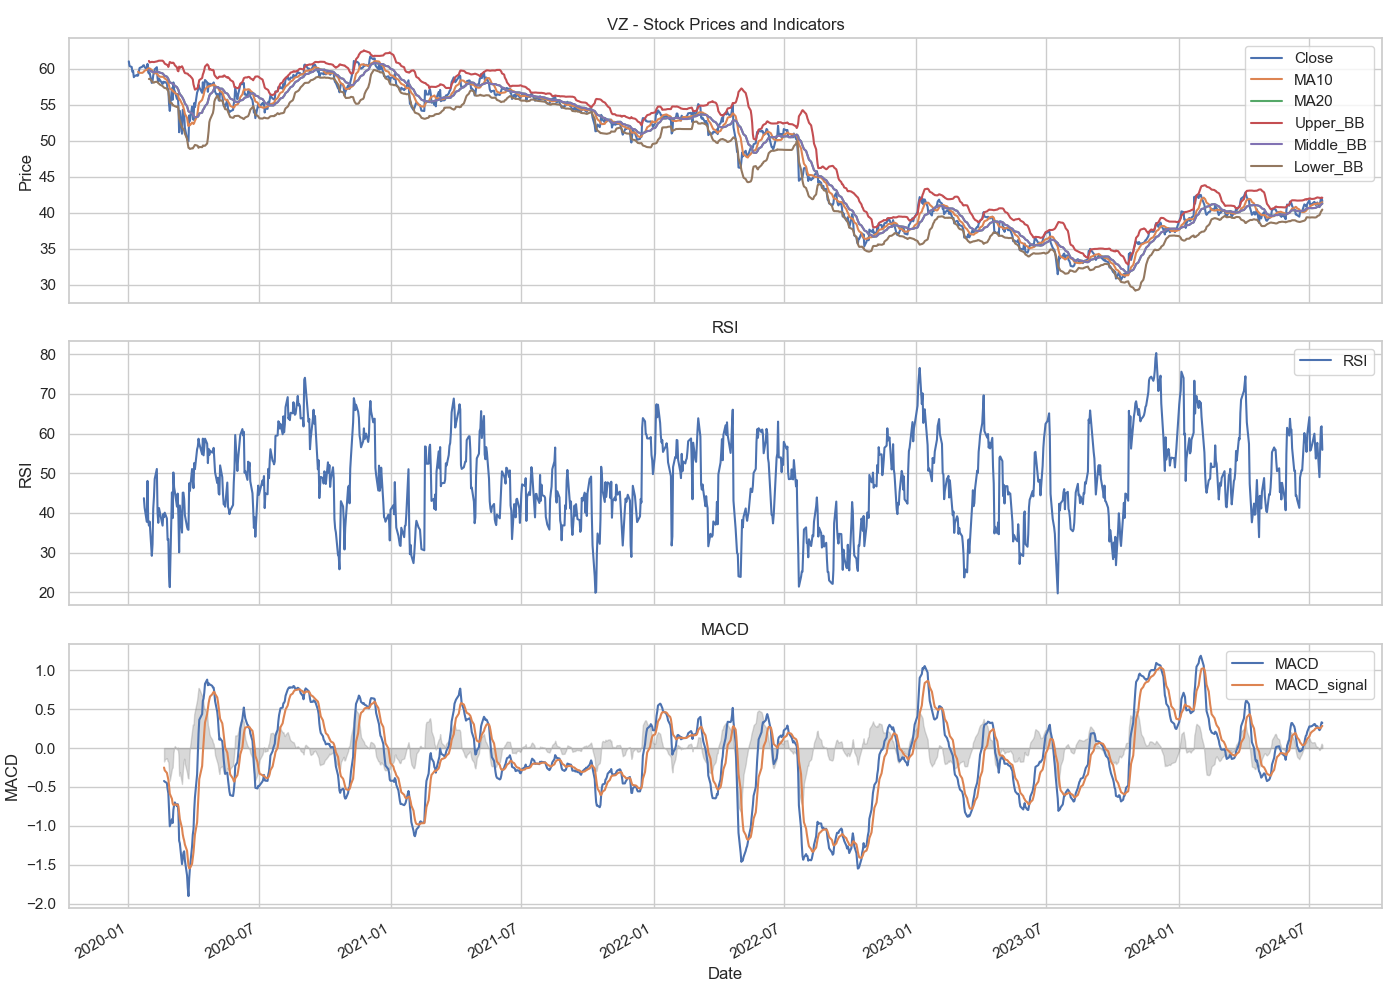 VZ - Stock Prices and Indicators
Price
60
55
50
45
40
35
30
Close
MA10
MA20
Upper_BB
Middle_BB
Lower_BB
RSI
RSI
80
70
60
50
40
30
20
RSI
MACD
MACD
1.0
0.5
0.0
−0.5
−1.0
−1.5
−2.0
MACD
MACD_signal
2020-01
2020-07
2021-01
2021-07
2022-01
2022-07
2023-01
2023-07
2024-01
2024-07
Date